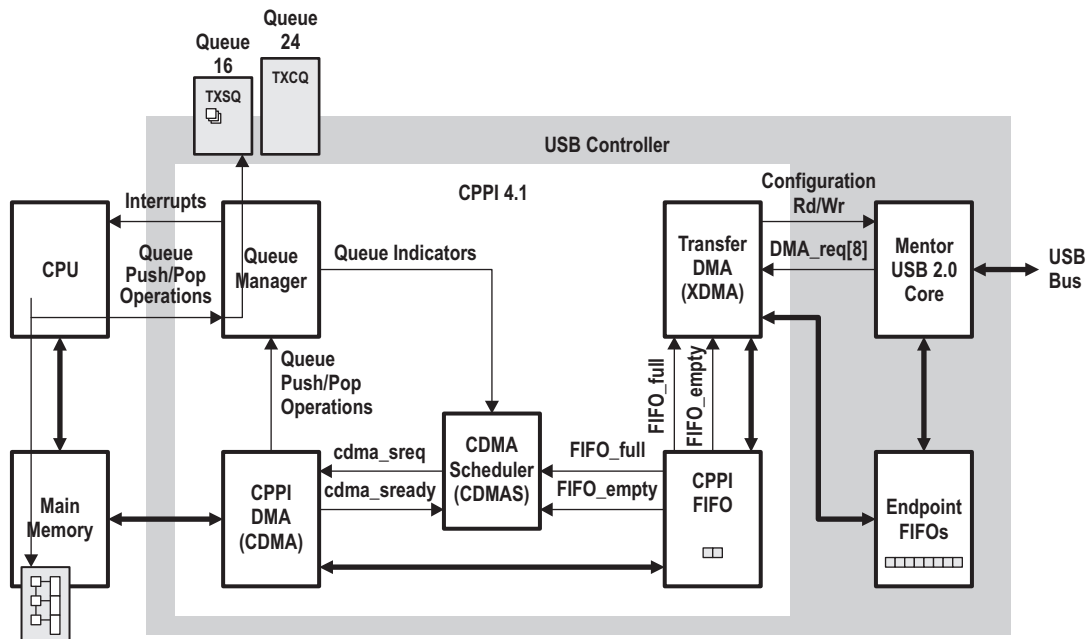 Queue
16
Queue
24
TXSQ
TXCQ
USB Controller
CPPI 4.1
Interrupts
Queue
Push/Pop
Operations
CPU
Queue
Manager
Queue Indicators
Transfer
DMA
(XDMA)
Configuration
Rd/Wr
DMA_req[8]
Mentor
USB 2.0
Core
USB
Bus
Queue
Push/Pop
Operations
FIFO_full
FIFO_empty
Main
Memory
CPPI
DMA
(CDMA)
cdma_sreq
cdma_sready
CDMA
Scheduler
(CDMAS)
FIFO_full
FIFO_empty
CPPI
FIFO
Endpoint
FIFOs